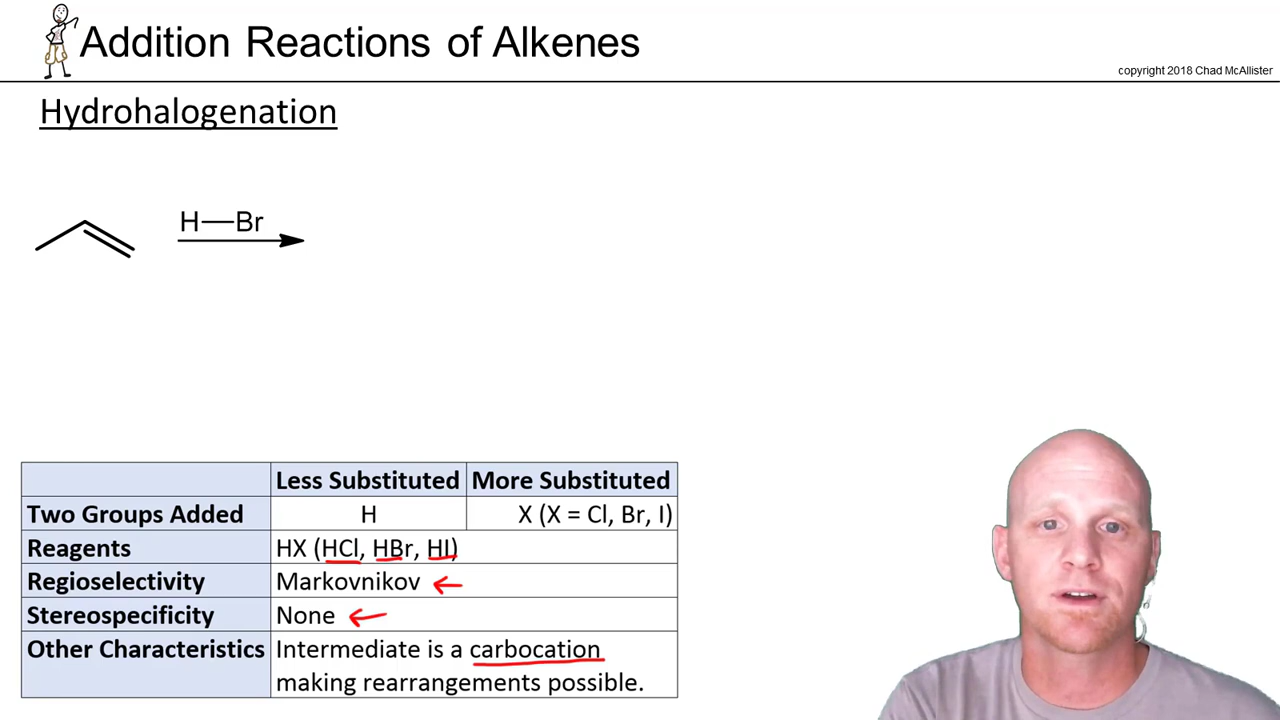 Addition Reactions of Alkenes
copyright 2018 Chad McAllister
Hydrohalogenation
H—Br
Less Substituted More Substituted
Two Groups Added H X (X = Cl, Br, I)
Reagents HX (HCl, HBr, HI)
Regioselectivity Markovnikov
Stereospecificity None
Other Characteristics Intermediate is a carbocation
making rearrangements possible.